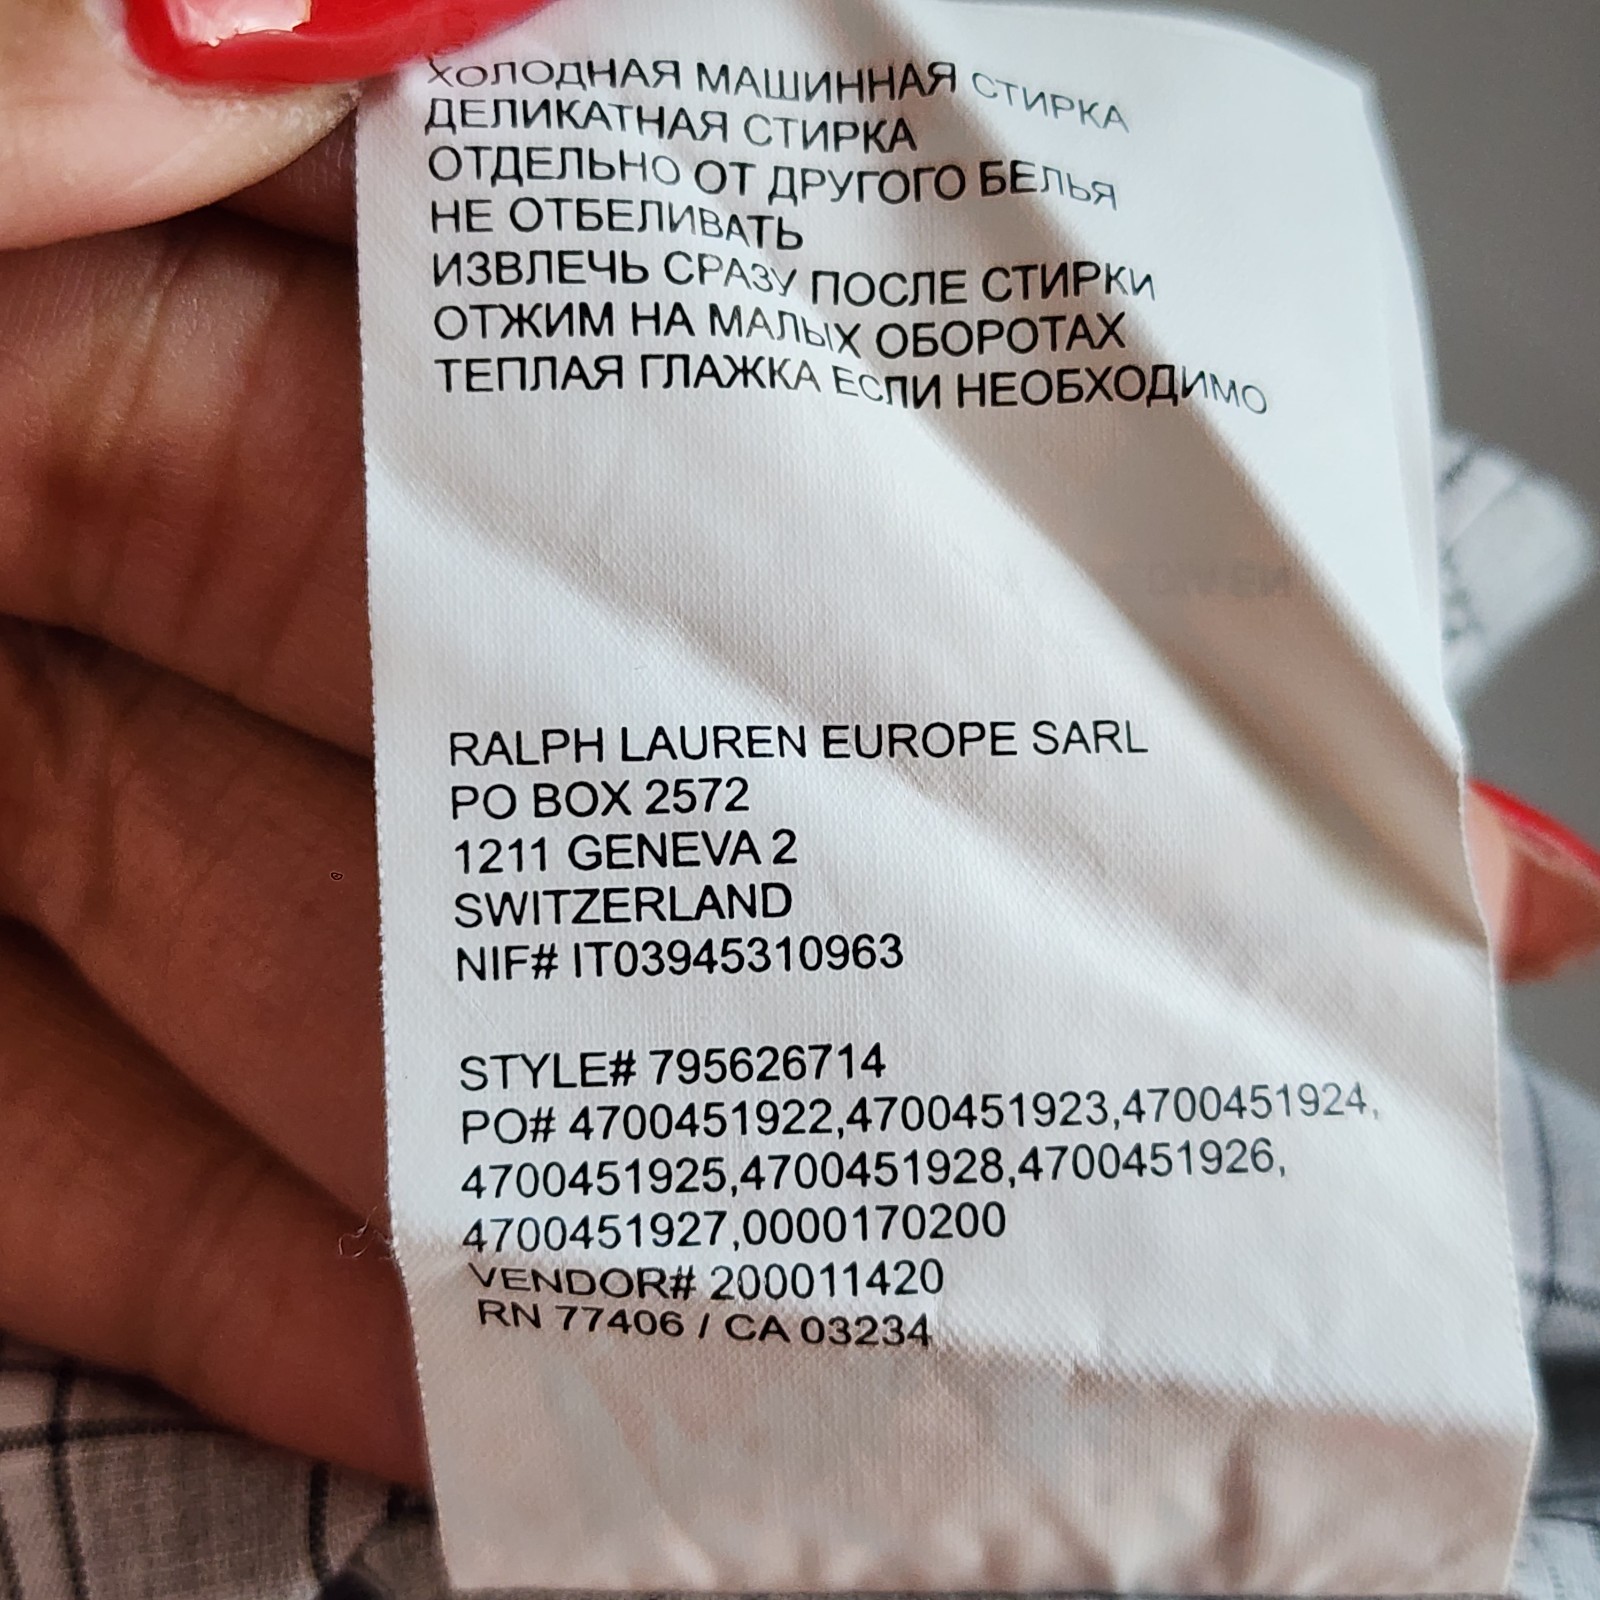 ХОЛОДНАЯ МАШИННАЯ СТИРКА
ДЕЛИКАТНАЯ СТИРКА
ОТДЕЛЬНО ОТ ДРУГОГО БЕЛЬЯ
НЕ ОТБЕЛИВАТЬ
ИЗВЛЕЧЬ СРАЗУ ПОСЛЕ СТИРКИ
ОТЖИМ НА МАЛЫХ ОБОРОТАХ
ТЕПЛАЯ ГЛАЖКА ЕСЛИ НЕОБХОДИМО
RALPH LAUREN EUROPE SARL
PO BOX 2572
1211 GENEVA 2
SWITZERLAND
NIF# IT03945310963
STYLE# 795626714
PO# 4700451922,4700451923,4700451924,
4700451925,4700451928,4700451926,
4700451927,0000170200
VENDOR# 200011420
RN 77406 / CA 03234